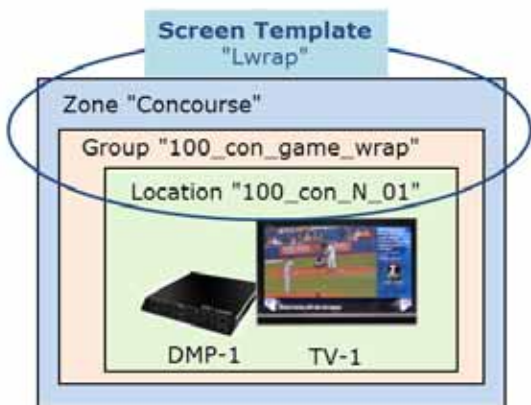 Screen Template
"Lwrap"
Zone "Concourse"
Group "100_con_game_wrap"
Location "100_con_N_01"
DMP-1
TV-1